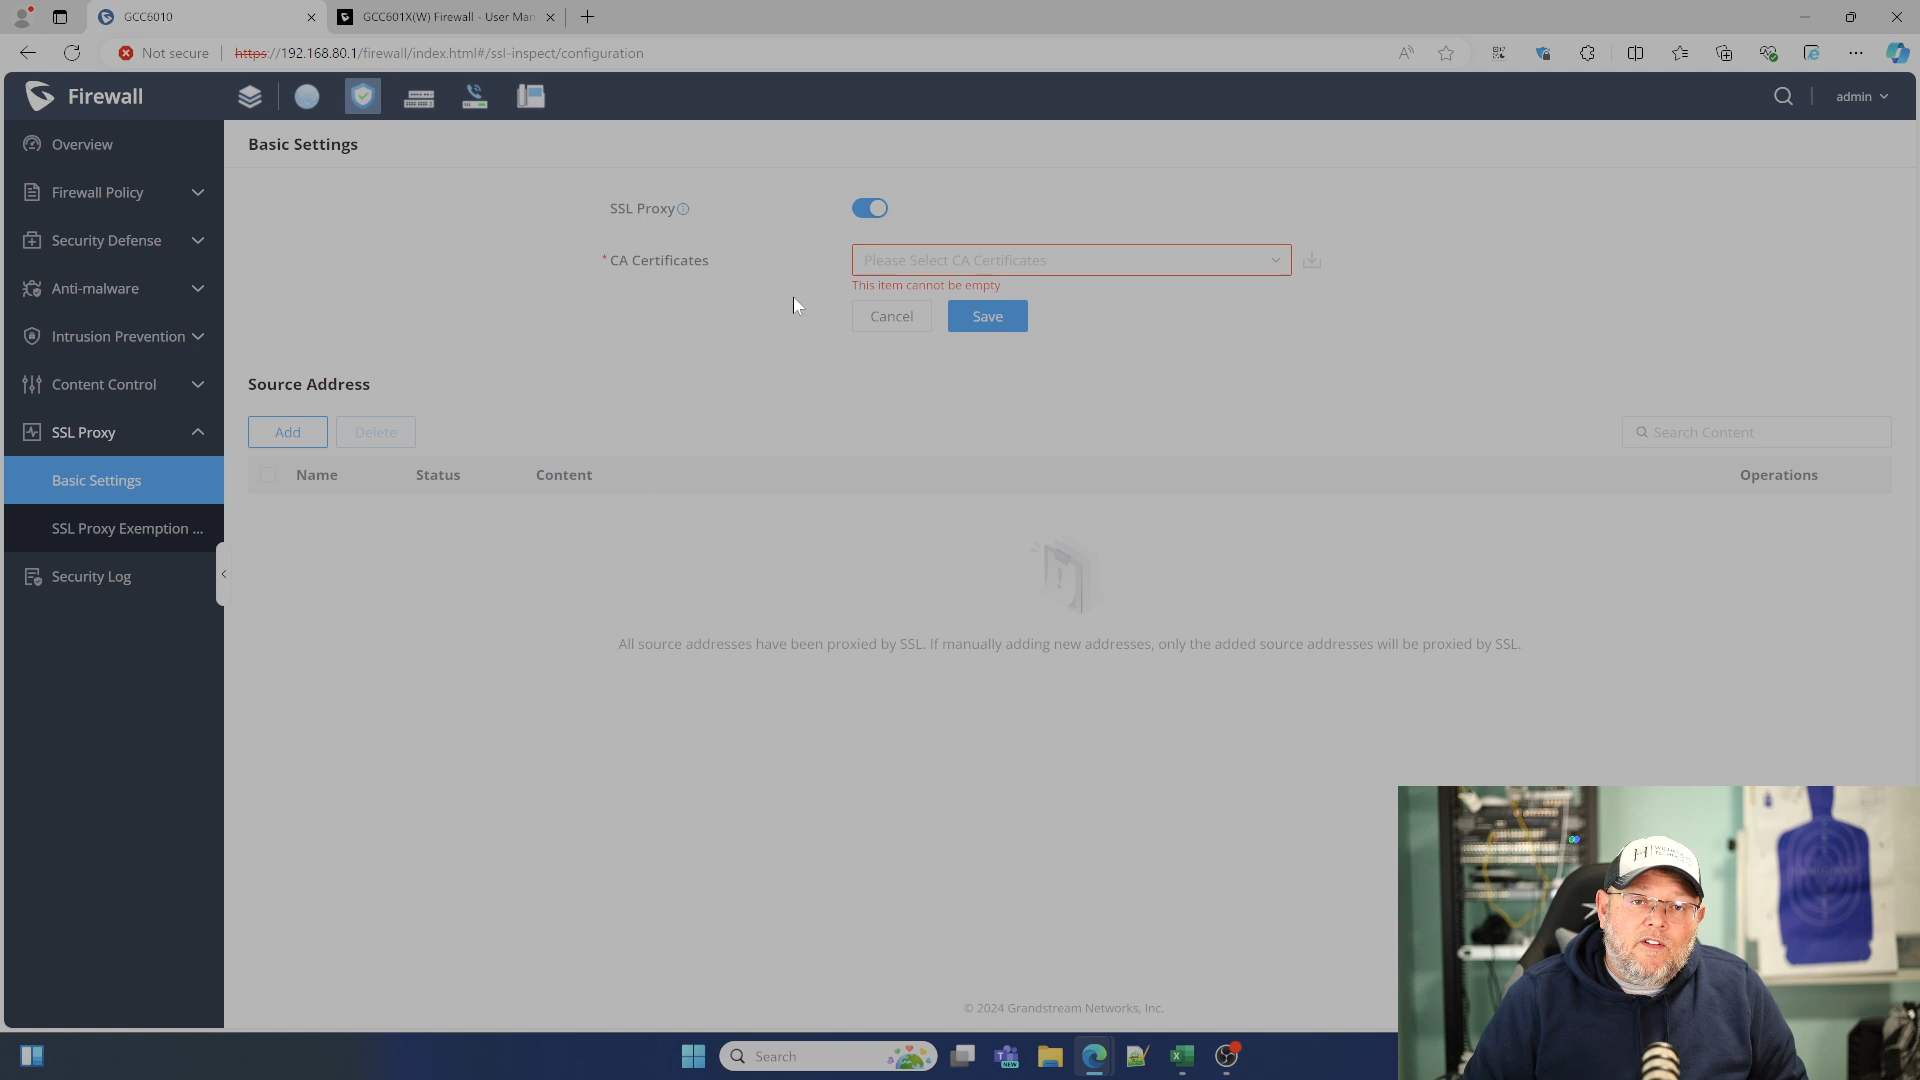 GCC6010
GCC601X(W) Firewall - User Man
Not secure
https://192.168.80.1/firewall/index.html#/ssl-inspect/configuration
Firewall
admin
Overview
Firewall Policy
Security Defense
Anti-malware
Intrusion Prevention
Content Control
SSL Proxy
Basic Settings
SSL Proxy Exemption ...
Security Log
Basic Settings
SSL Proxy
* CA Certificates
Please Select CA Certificates
This item cannot be empty
Cancel
Save
Source Address
Add
Delete
Search Content
Name
Status
Content
Operations
All source addresses have been proxied by SSL. If manually adding new addresses, only the added source addresses will be proxied by SSL.
© 2024 Grandstream Networks, Inc.
Search
NEW